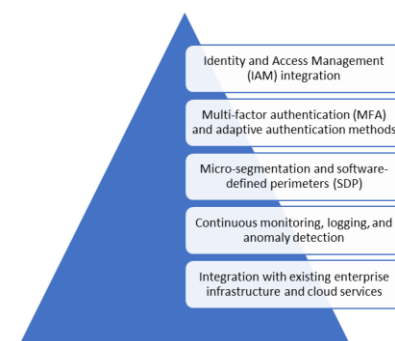 Identity and Access Management
(IAM) integration
Multi-factor authentication (MFA)
and adaptive authentication methods
Micro-segmentation and software-
defined perimeters (SDP)
Continuous monitoring, logging, and
anomaly detection
Integration with existing enterprise
infrastructure and cloud services